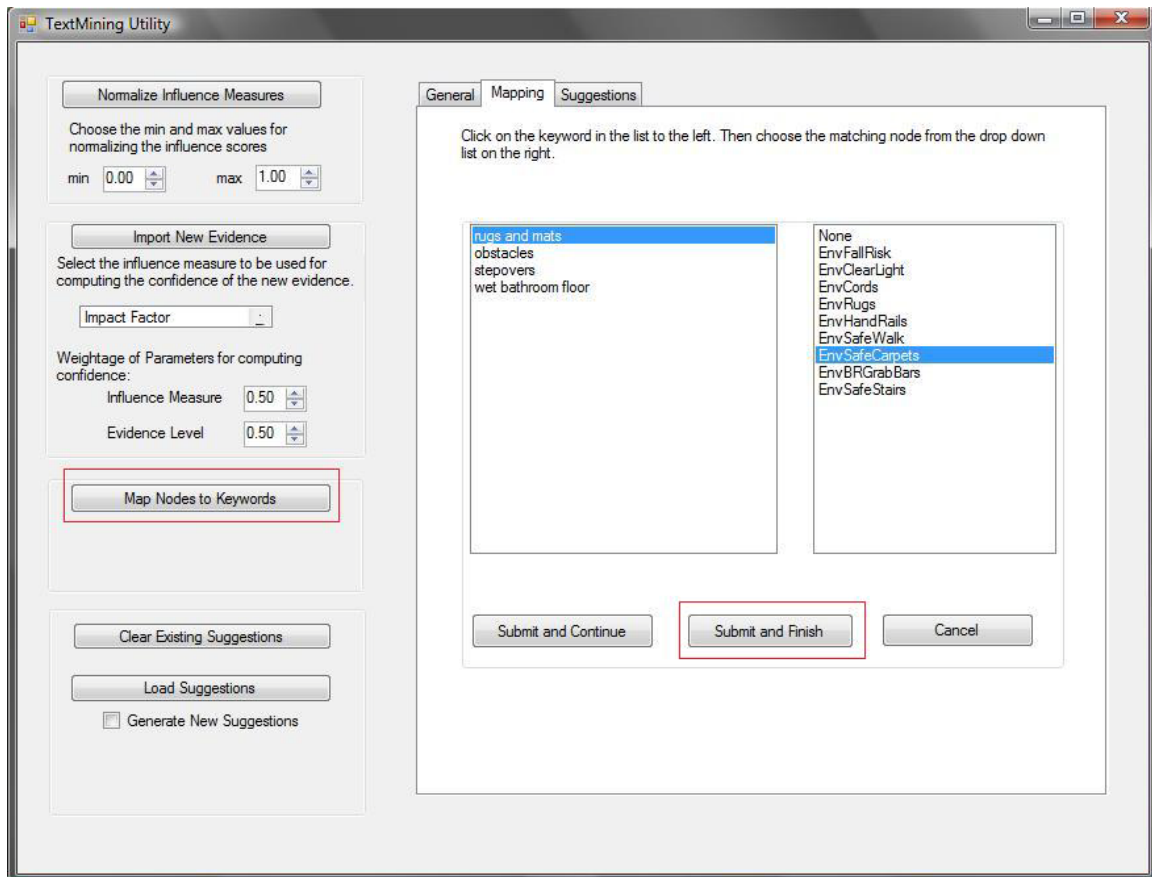 TextMining Utility
Normalize Influence Measures
Choose the min and max values for
normalizing the influence scores
min 0.00 max 1.00
Import New Evidence
Select the influence measure to be used for
computing the confidence of the new evidence.
Impact Factor
Weightage of Parameters for computing
confidence:
Influence Measure 0.50
Evidence Level 0.50
Map Nodes to Keywords
Clear Existing Suggestions
Load Suggestions
Generate New Suggestions
General Mapping Suggestions
Click on the keyword in the list to the left. Then choose the matching node from the drop down
list on the right.
rugs and mats
obstacles
stepovers
wet bathroom floor
None
EnvFallRisk
EnvClearLight
EnvCords
EnvRugs
EnvHandRails
EnvSafeWalk
EnvSafeCarpets
EnvBRGrabBars
EnvSafeStairs
Submit and Continue Submit and Finish Cancel